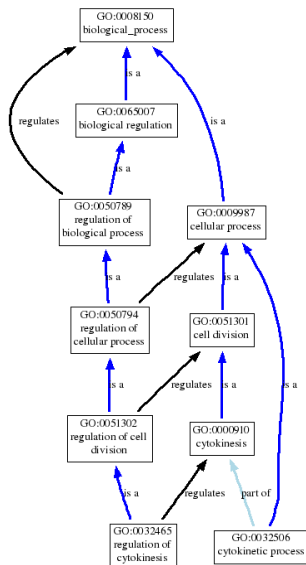 GO:0008150
biological_process
is a
GO:0065007
biological regulation
regulates
is a
is a
GO:0050789
regulation of
biological process
GO:0009987
cellular process
is a
regulates
is a
GO:0050794
regulation of
cellular process
GO:0051301
cell division
is a
regulates
is a
is a
GO:0051302
regulation of cell
division
GO:0000910
cytokinesis
is a
regulates
part of
GO:0032465
regulation of
cytokinesis
GO:0032506
cytokinetic process